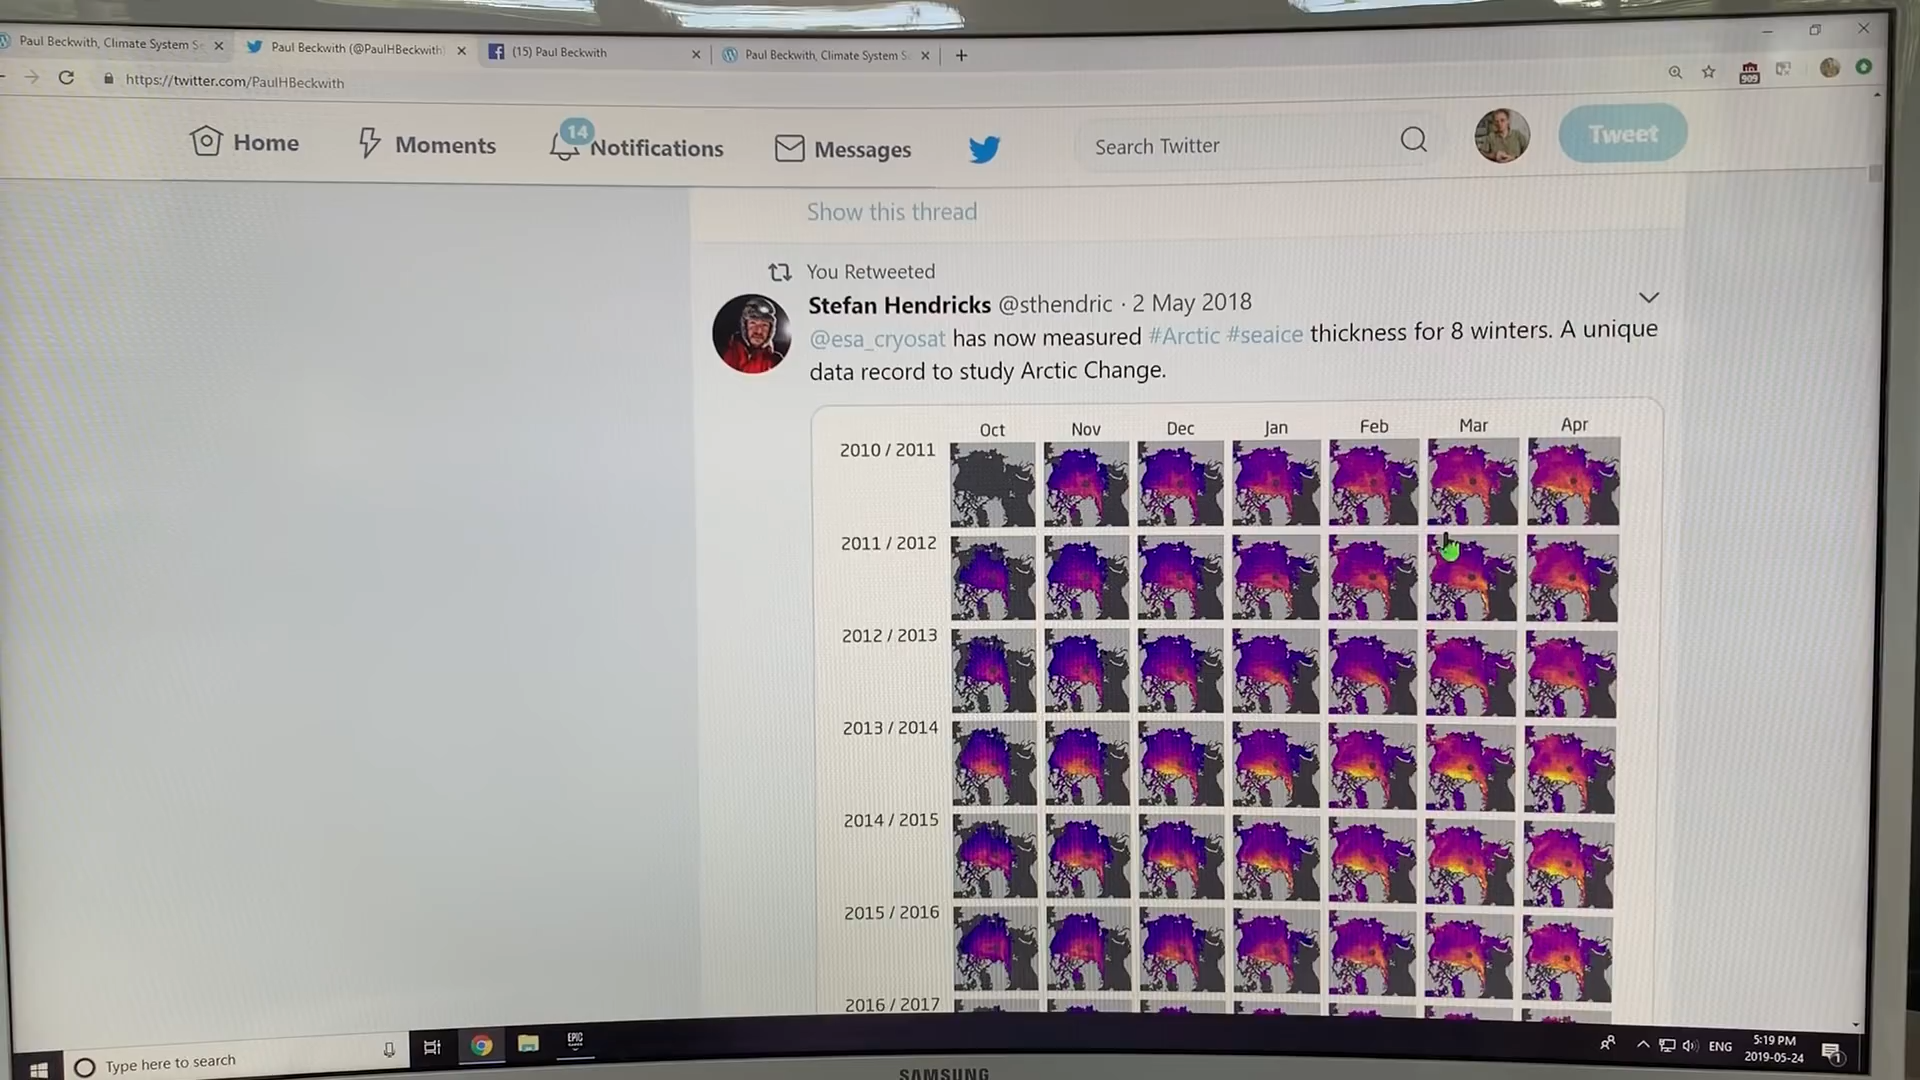 Paul Beckwith, Climate System S
Paul Beckwith (@PaulHBeckwith)
(15) Paul Beckwith
Paul Beckwith, Climate System S
https://twitter.com/PaulHBeckwith
909
Home
Moments
14
Notifications
Messages
Search Twitter
Tweet
Show this thread
You Retweeted
Stefan Hendricks @sthendric · 2 May 2018
@esa_cryosat has now measured #Arctic #seaice thickness for 8 winters. A unique
data record to study Arctic Change.
Oct Nov Dec Jan Feb Mar Apr
2010 / 2011
2011 / 2012
2012 / 2013
2013 / 2014
2014 / 2015
2015 / 2016
2016 / 2017
Type here to search
EPIC
ENG
5:19 PM
2019-05-24
1
SAMSUNG